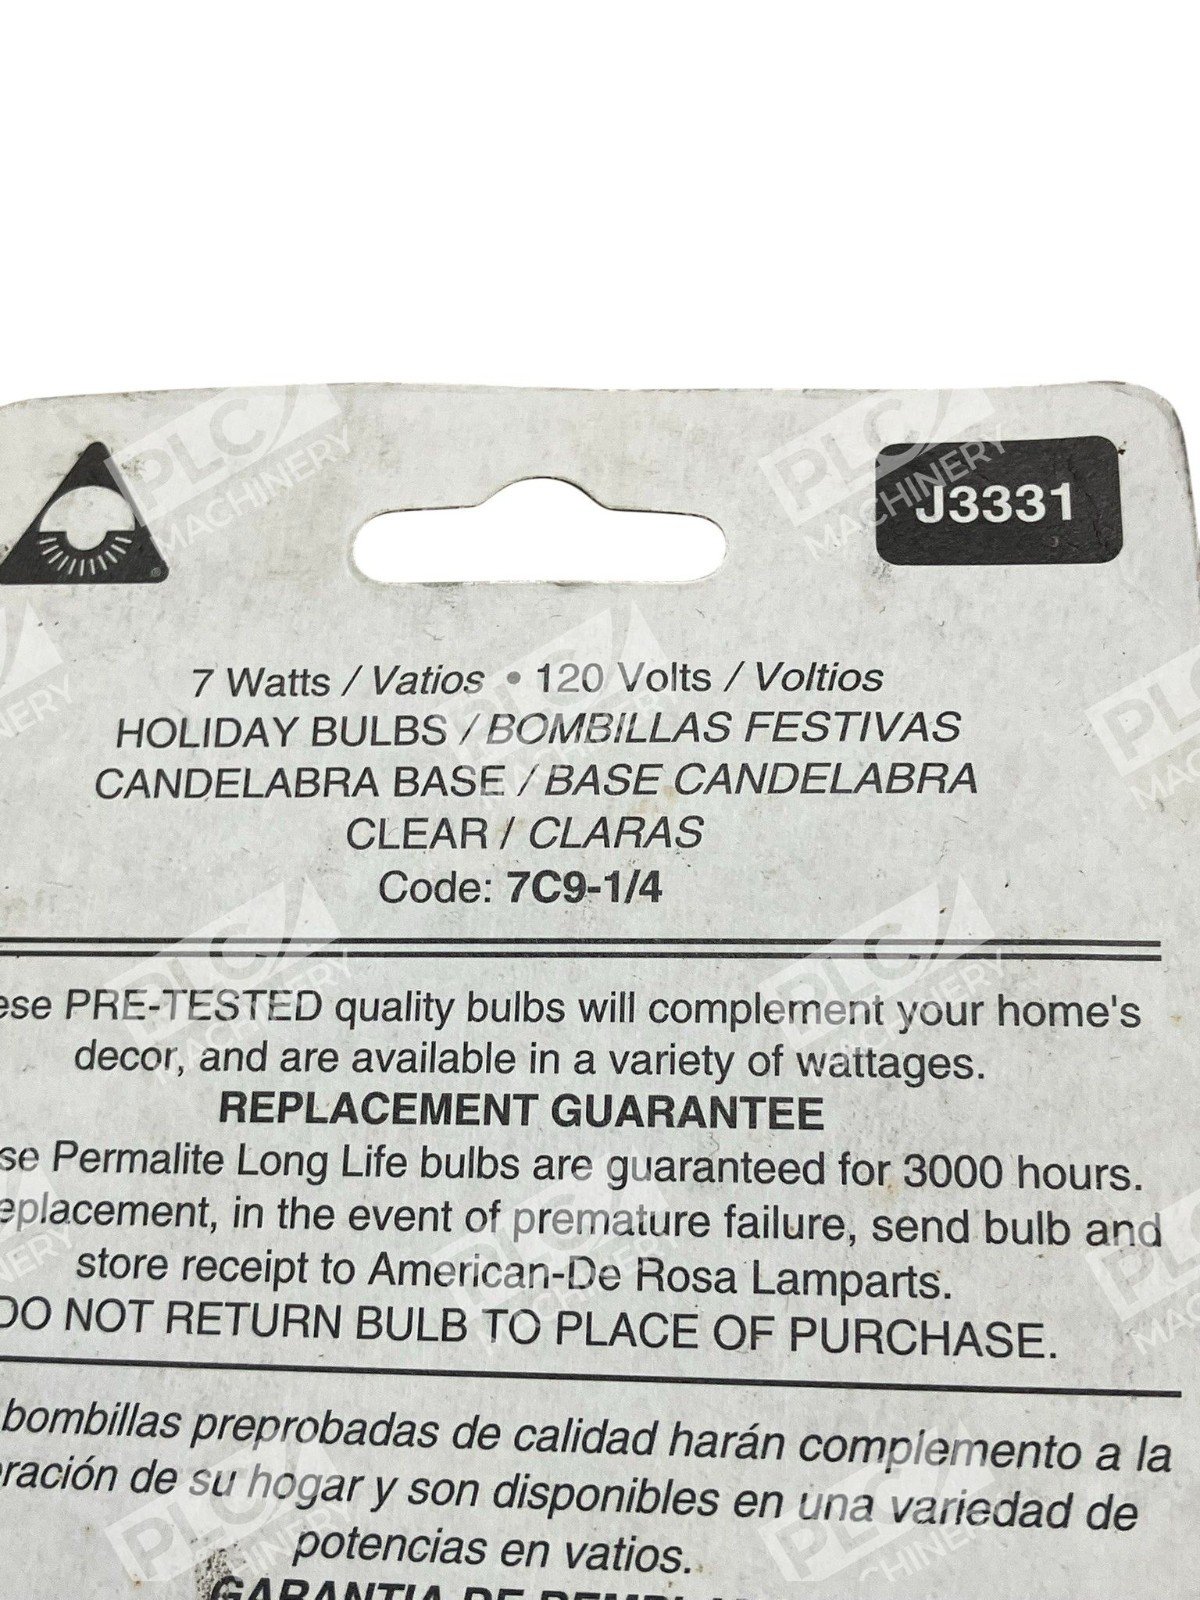 J3331
7 Watts / Vatios • 120 Volts / Voltios
HOLIDAY BULBS / BOMBILLAS FESTIVAS
CANDELABRA BASE / BASE CANDELABRA
CLEAR / CLARAS
Code: 7C9-1/4
ese PRE-TESTED quality bulbs will complement your home's
decor, and are available in a variety of wattages.
REPLACEMENT GUARANTEE
se Permalite Long Life bulbs are guaranteed for 3000 hours.
eplacement, in the event of premature failure, send bulb and
store receipt to American-De Rosa Lamparts.
DO NOT RETURN BULB TO PLACE OF PURCHASE.
bombillas preprobadas de calidad harán complemento a la
ración de su hogar y son disponibles en una variedad de
potencias en vatios.
GARANTIA DE
PLC MACHINERY